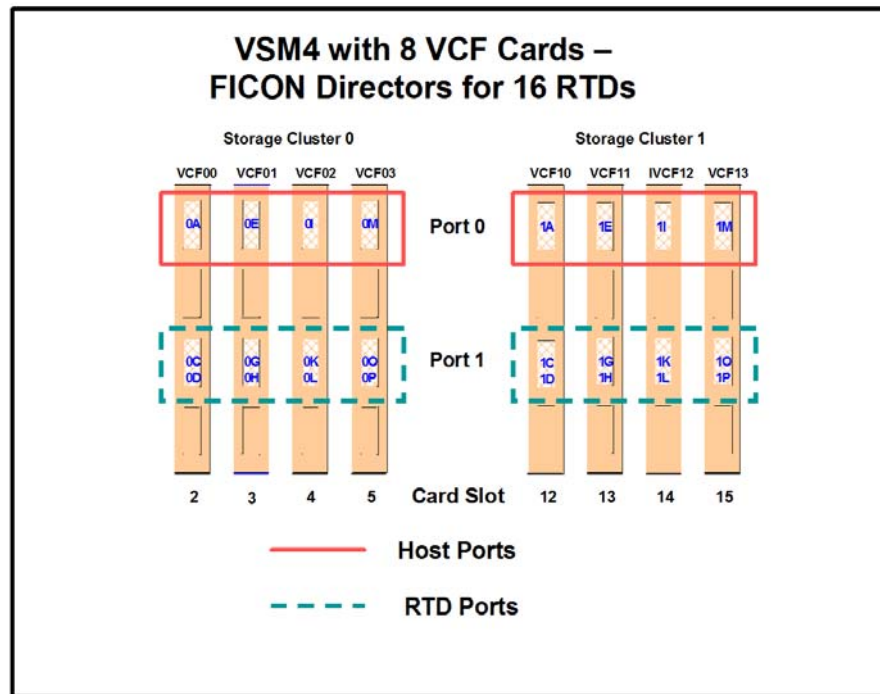 VSM4 with 8 VCF Cards –
FICON Directors for 16 RTDs
Storage Cluster 0
Storage Cluster 1
VCF00 VCF01 VCF02 VCF03
VCF10 VCF11 IVCF12 VCF13
0A 0E 0I 0M
Port 0
1A 1E 1I 1M
0C 0G 0K 0O
0D 0H 0L 0P
Port 1
1C 1G 1K 1O
1D 1H 1L 1P
2 3 4 5
Card Slot
12 13 14 15
Host Ports
RTD Ports